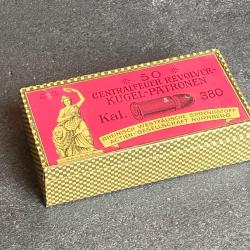 50
CENTRALFEUER REVOLVER-
KUGEL-PATRONEN
Kal. 380
RHEINISCH WESTFÄLISCHE SPRENGSTOFF
ACTIEN-GESELLSCHAFT NÜRNBERG